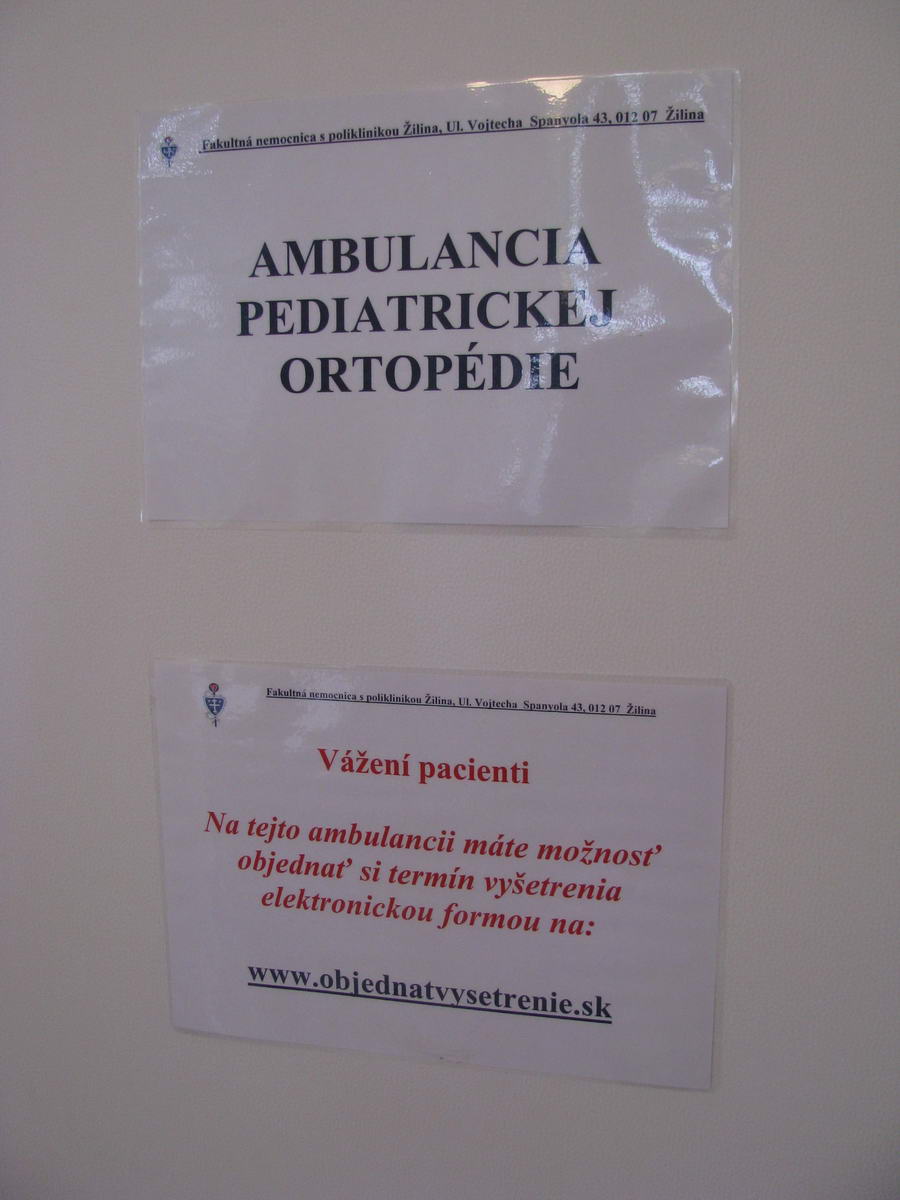 Fakultná nemocnica s poliklinikou Žilina, Ul. Vojtecha Spanyola 43, 012 07 Žilina
AMBULANCIA
PEDIATRICKEJ
ORTOPÉDIE
Fakultná nemocnica s poliklinikou Žilina, Ul. Vojtecha Spanyola 43, 012 07 Žilina
Vážení pacienti
Na tejto ambulancii máte možnosť
objednať si termín vyšetrenia
elektronickou formou na:
www.objednatvysetrenie.sk